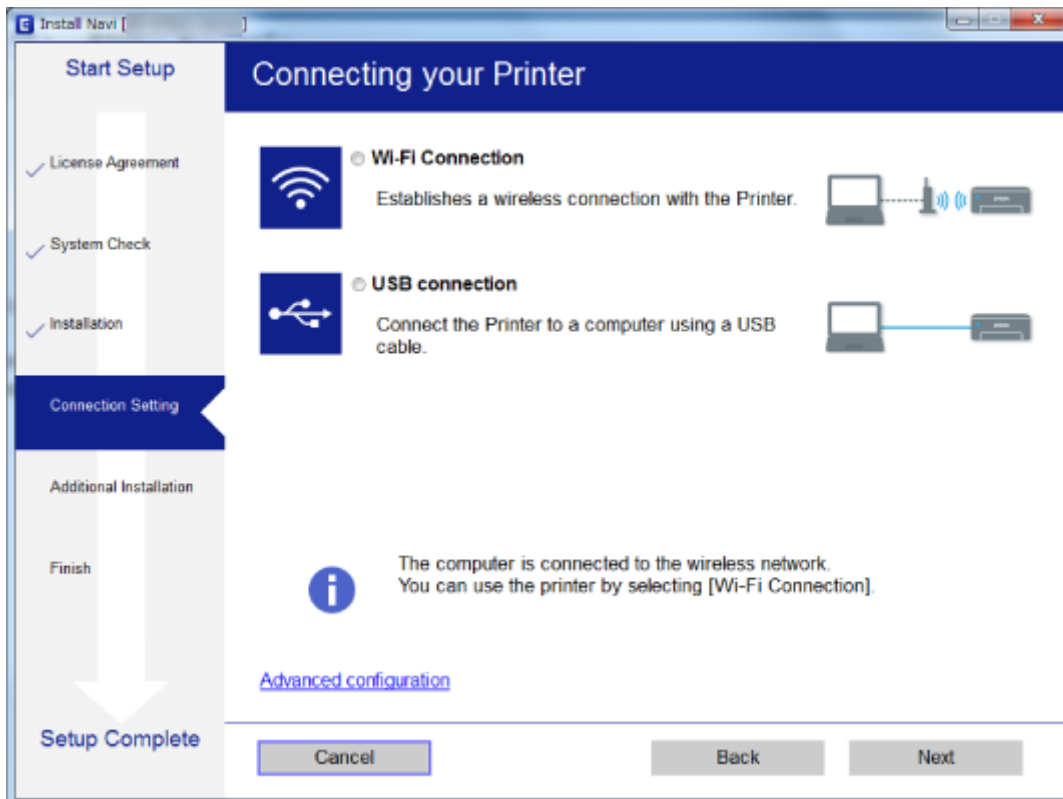 Install Navi [ ]
Start Setup
License Agreement
System Check
Installation
Connection Setting
Additional Installation
Finish
Setup Complete
Connecting your Printer
Wi-Fi Connection
Establishes a wireless connection with the Printer.
USB connection
Connect the Printer to a computer using a USB
cable.
The computer is connected to the wireless network.
You can use the printer by selecting [Wi-Fi Connection].
Advanced configuration
Cancel
Back
Next